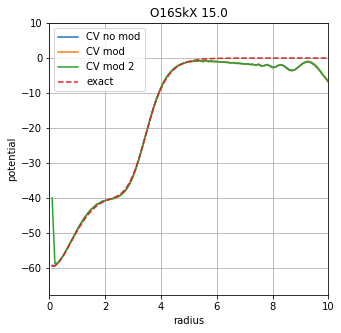 O16SkX 15.0
CV no mod
CV mod
CV mod 2
exact
potential
10
0
−10
−20
−30
−40
−50
−60
0
2
4
6
8
10
radius